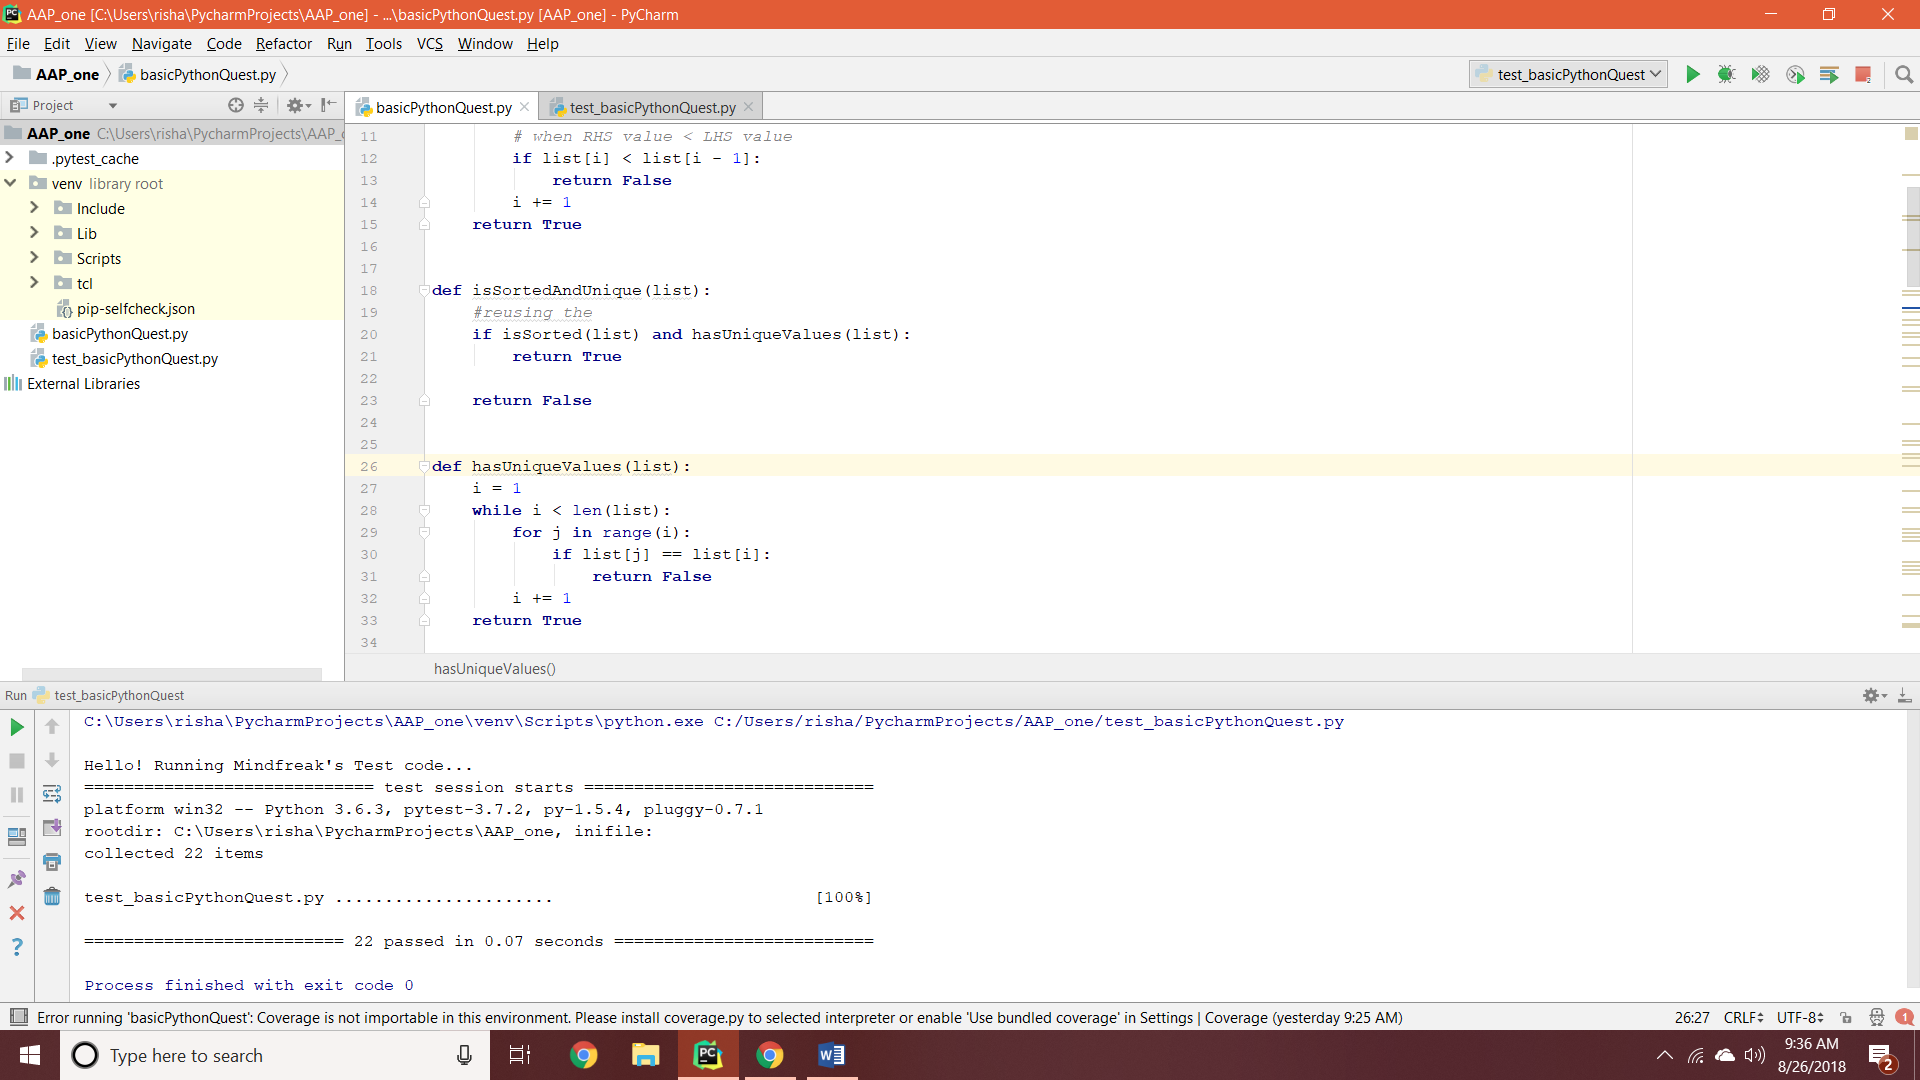 AAP_one [C:\Users\risha\PycharmProjects\AAP_one] - ...\basicPythonQuest.py [AAP_one] - PyCharm
File Edit View Navigate Code Refactor Run Tools VCS Window Help
AAP_one basicPythonQuest.py
test_basicPythonQuest
Project
basicPythonQuest.py
test_basicPythonQuest.py
AAP_one C:\Users\risha\PycharmProjects\AAP_
.pytest_cache
venv library root
Include
Lib
Scripts
tcl
pip-selfcheck.json
basicPythonQuest.py
test_basicPythonQuest.py
External Libraries
11 # when RHS value < LHS value
12 if list[i] < list[i - 1]:
13 return False
14 i += 1
15 return True
16
17
18 def isSortedAndUnique(list):
19 #reusing the
20 if isSorted(list) and hasUniqueValues(list):
21 return True
22
23 return False
24
25
26 def hasUniqueValues(list):
27 i = 1
28 while i < len(list):
29 for j in range(i):
30 if list[j] == list[i]:
31 return False
32 i += 1
33 return True
34
hasUniqueValues()
Run test_basicPythonQuest
C:\Users\risha\PycharmProjects\AAP_one\venv\Scripts\python.exe C:/Users/risha/PycharmProjects/AAP_one/test_basicPythonQuest.py
Hello! Running Mindfreak's Test code...
============================= test session starts =============================
platform win32 -- Python 3.6.3, pytest-3.7.2, py-1.5.4, pluggy-0.7.1
rootdir: C:\Users\risha\PycharmProjects\AAP_one, inifile:
collected 22 items
test_basicPythonQuest.py ...................... [100%]
========================== 22 passed in 0.07 seconds ==========================
Process finished with exit code 0
Error running 'basicPythonQuest': Coverage is not importable in this environment. Please install coverage.py to selected interpreter or enable 'Use bundled coverage' in Settings | Coverage (yesterday 9:25 AM)
26:27 CRLF UTF-8 1
Type here to search
9:36 AM
8/26/2018
2